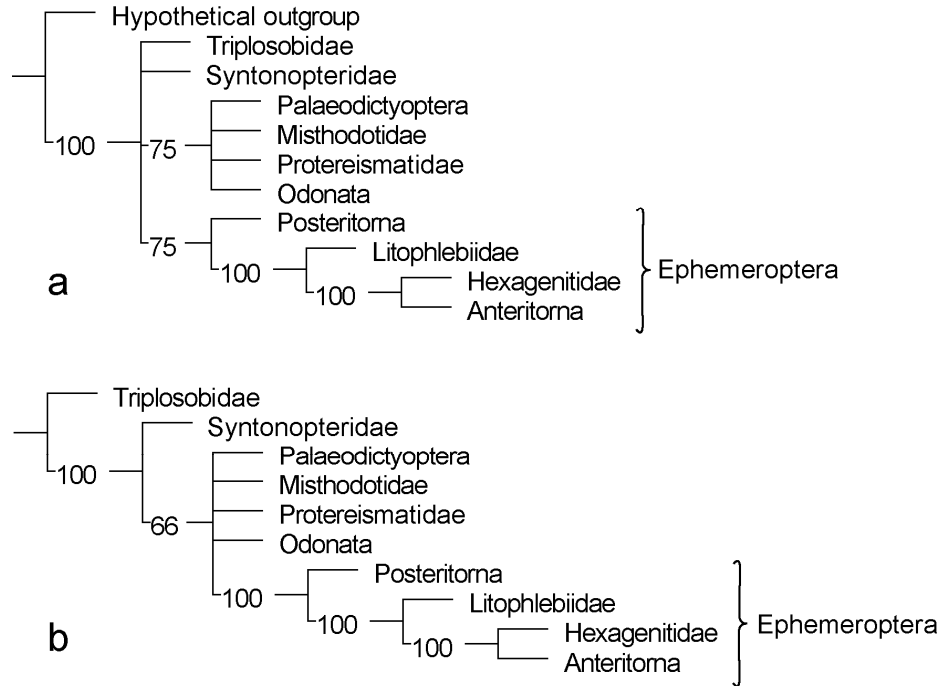 Hypothetical outgroup
Triplosobidae
Syntonopteridae
Palaeodictyoptera
100
75
Misthodotidae
Protereismatidae
Odonata
Posteritorna
75
Litophlebiidae
100
Ephemeroptera
a
Hexagenitidae
100
Anteritorna
Triplosobidae
Syntonopteridae
Palaeodictyoptera
100
Misthodotidae
Protereismatidae
66
Odonata
Posteritorna
100
Litophlebiidae
100
Ephemeroptera
b
Hexagenitidae
100
Anteritorna